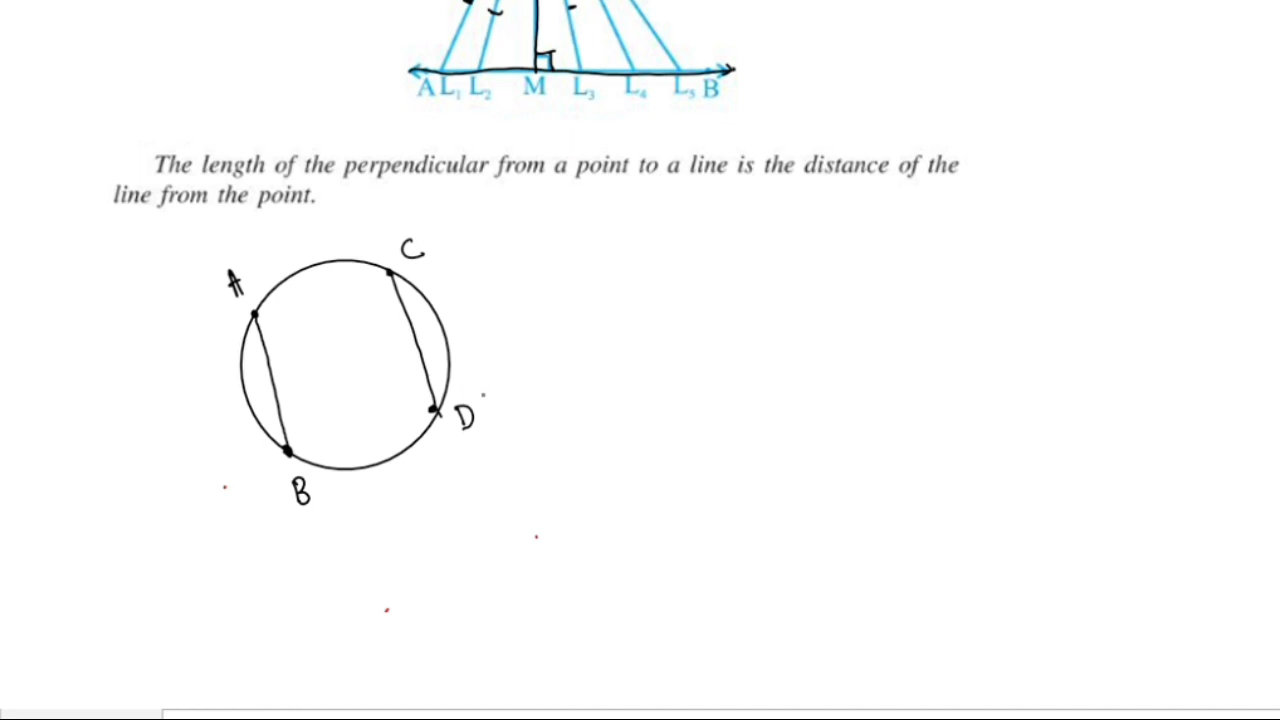 A L₁ L₂ M L₃ L₄ L₅ B
The length of the perpendicular from a point to a line is the distance of the
line from the point.
C
A
D
B